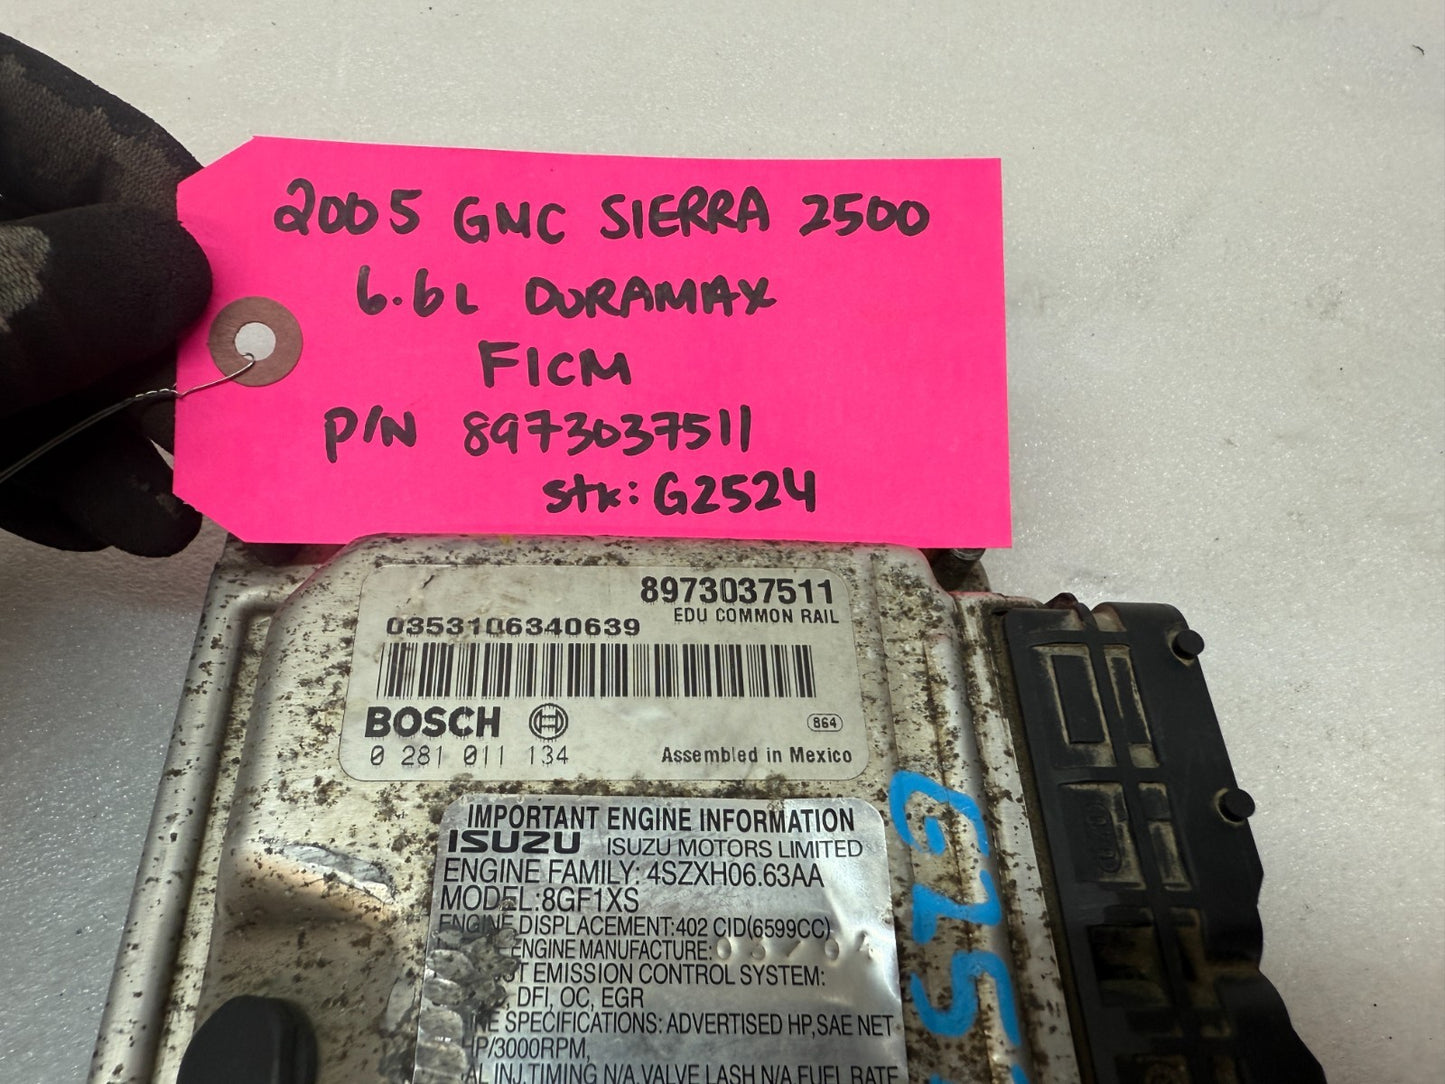 2005 GMC SIERRA 2500
6.6L DURAMAX
FICM
P/N 8973037511
stk: G2524
8973037511
EDU COMMON RAIL
0353106340639
BOSCH
864
0 281 011 134
Assembled in Mexico
IMPORTANT ENGINE INFORMATION
ISUZU ISUZU MOTORS LIMITED
ENGINE FAMILY: 4SZXH06.63AA
MODEL:8GF1XS
ENGINE DISPLACEMENT:402 CID(6599CC)
ENGINE MANUFACTURE:
EMISSION CONTROL SYSTEM:
DFI, OC, EGR
SPECIFICATIONS: ADVERTISED HP,SAE NET
HP/3000RPM,
INJ.TIMING N/A,VALVE LASH N/A,FUEL RATE
G25